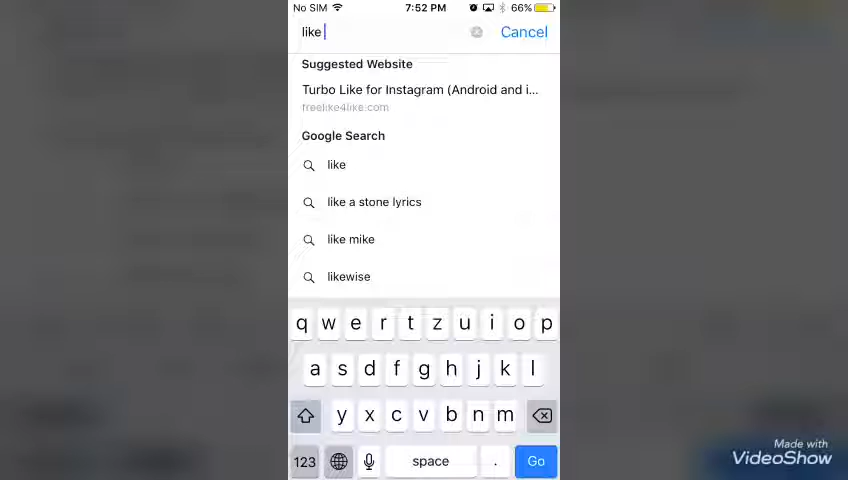 No SIM 7:52 PM 66%
like Cancel
Suggested Website
Turbo Like for Instagram (Android and i...
freelike4like.com
Google Search
like
like a stone lyrics
like mike
likewise
q w e r t z u i o p
a s d f g h j k l
y x c v b n m
123 space . Go
Made with
VideoShow